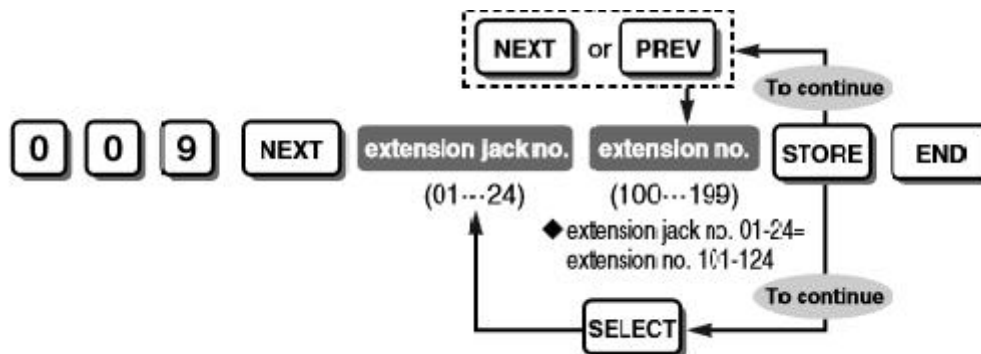 NEXT or PREV
To continue
0 0 9 NEXT extension jack no. extension no. STORE END
(01···24) (100···199)
◆extension jack no. 01-24=
extension no. 101-124
To continue
SELECT